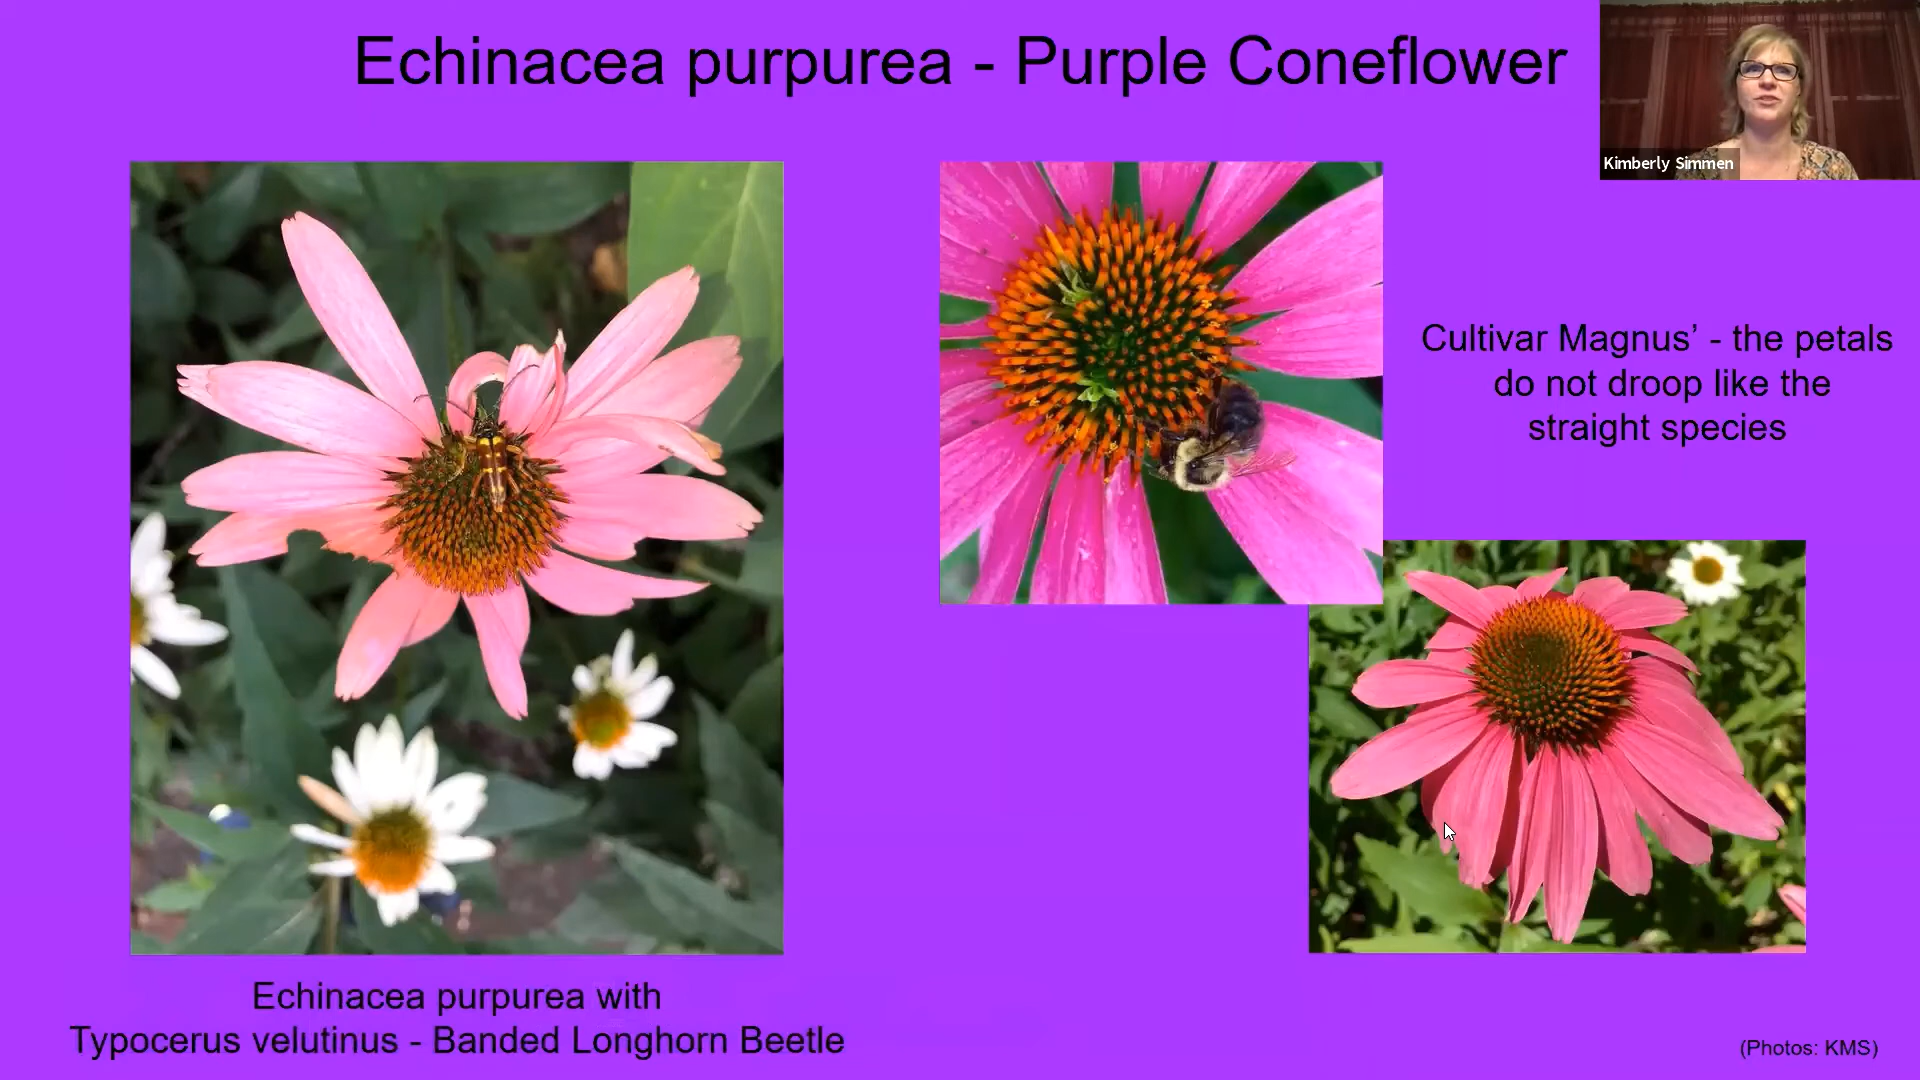 Echinacea purpurea - Purple Coneflower
Kimberly Simmen
Cultivar Magnus’ - the petals
do not droop like the
straight species
Echinacea purpurea with
Typocerus velutinus - Banded Longhorn Beetle
(Photos: KMS)